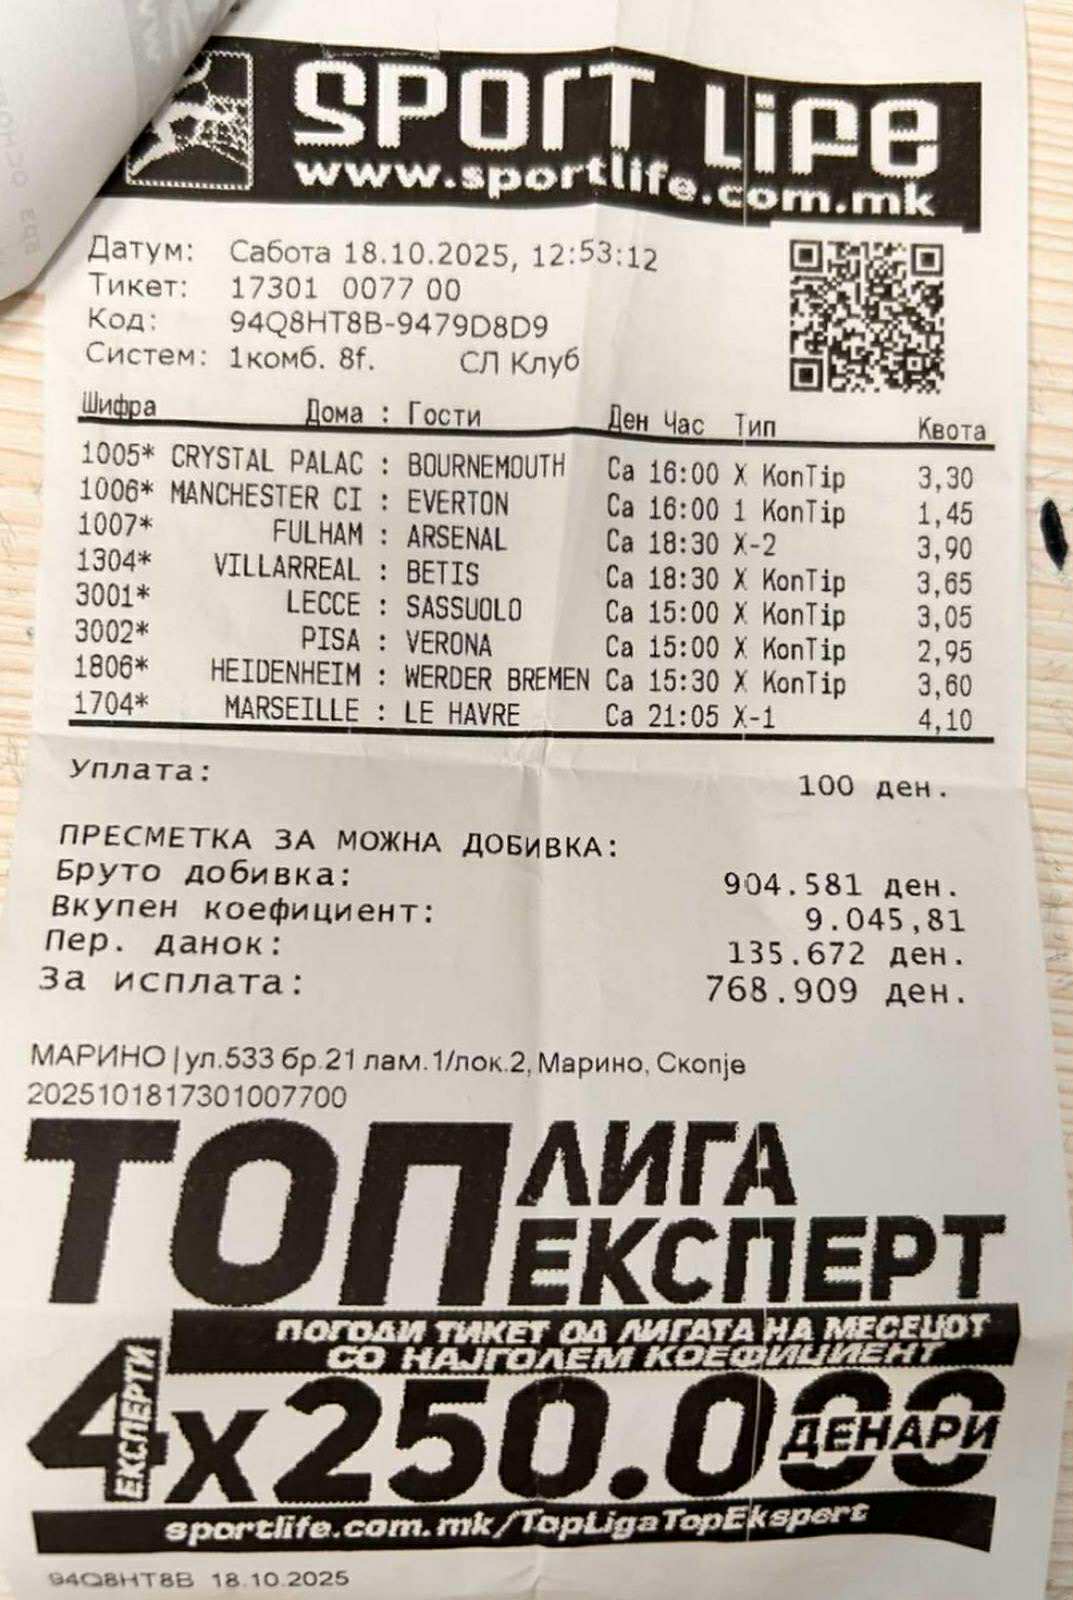 SPORT LIFE
www.sportlife.com.mk
Датум: Сабота 18.10.2025, 12:53:12
Тикет: 17301 0077 00
Код: 94Q8HT8B-9479D8D9
Систем: 1комб. 8f. СЛ Клуб
Шифра Дома : Гости Ден Час Тип Квота
1005* CRYSTAL PALAC : BOURNEMOUTH Са 16:00 X KonTip 3,30
1006* MANCHESTER CI : EVERTON Са 16:00 1 KonTip 1,45
1007* FULHAM : ARSENAL Са 18:30 X-2 3,90
1304* VILLARREAL : BETIS Са 18:30 X KonTip 3,65
3001* LECCE : SASSUOLO Са 15:00 X KonTip 3,05
3002* PISA : VERONA Са 15:00 X KonTip 2,95
1806* HEIDENHEIM : WERDER BREMEN Са 15:30 X KonTip 3,60
1704* MARSEILLE : LE HAVRE Са 21:05 X-1 4,10
Уплата: 100 ден.
ПРЕСМЕТКА ЗА МОЖНА ДОБИВКА:
Бруто добивка: 904.581 ден.
Вкупен коефициент: 9.045,81
Пер. данок: 135.672 ден.
За исплата: 768.909 ден.
МАРИНО | ул.533 бр.21 лам.1/лок.2, Марино, Скопје
2025101817301007700
ТОП ЛИГА
ЕКСПЕРТ
ПОГОДИ ТИКЕТ ОД ЛИГАТА НА МЕСЕЦОТ
СО НАЈГОЛЕМ КОЕФИЦИЕНТ
4 ЕКСПЕРТИ x 250.000 ДЕНАРИ
sportlife.com.mk/TopLigaTopEkspert
94Q8HT8B 18.10.2025